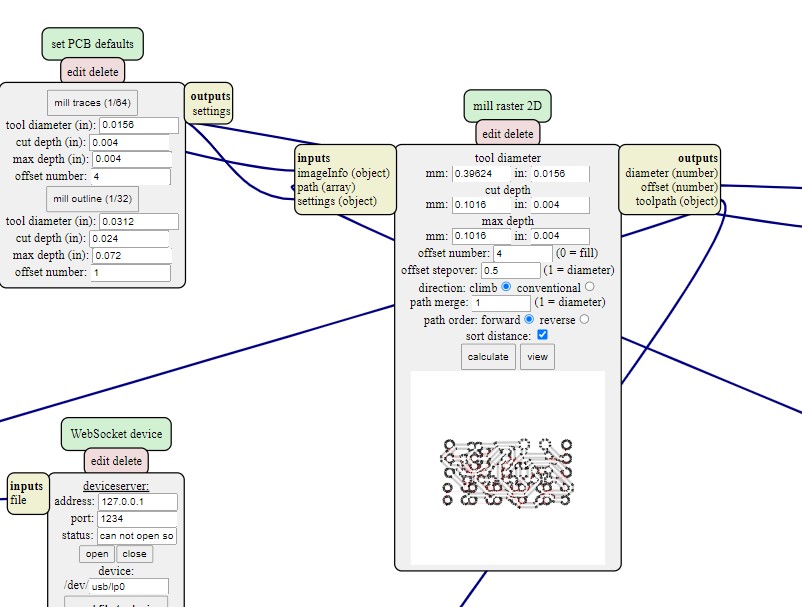 set PCB defaults
edit delete
mill traces (1/64)
tool diameter (in): 0.0156
cut depth (in): 0.004
max depth (in): 0.004
offset number: 4
mill outline (1/32)
tool diameter (in): 0.0312
cut depth (in): 0.024
max depth (in): 0.072
offset number: 1
outputs
settings
mill raster 2D
edit delete
inputs
imageInfo (object)
path (array)
settings (object)
tool diameter
mm: 0.39624 in: 0.0156
cut depth
mm: 0.1016 in: 0.004
max depth
mm: 0.1016 in: 0.004
offset number: 4 (0 = fill)
offset stepover: 0.5 (1 = diameter)
direction: climb conventional
path merge: 1 (1 = diameter)
path order: forward reverse
sort distance:
calculate view
outputs
diameter (number)
offset (number)
toolpath (object)
WebSocket device
edit delete
inputs
file
deviceserver:
address: 127.0.0.1
port: 1234
status: can not open so
open close
device:
/dev/ usb/lp0